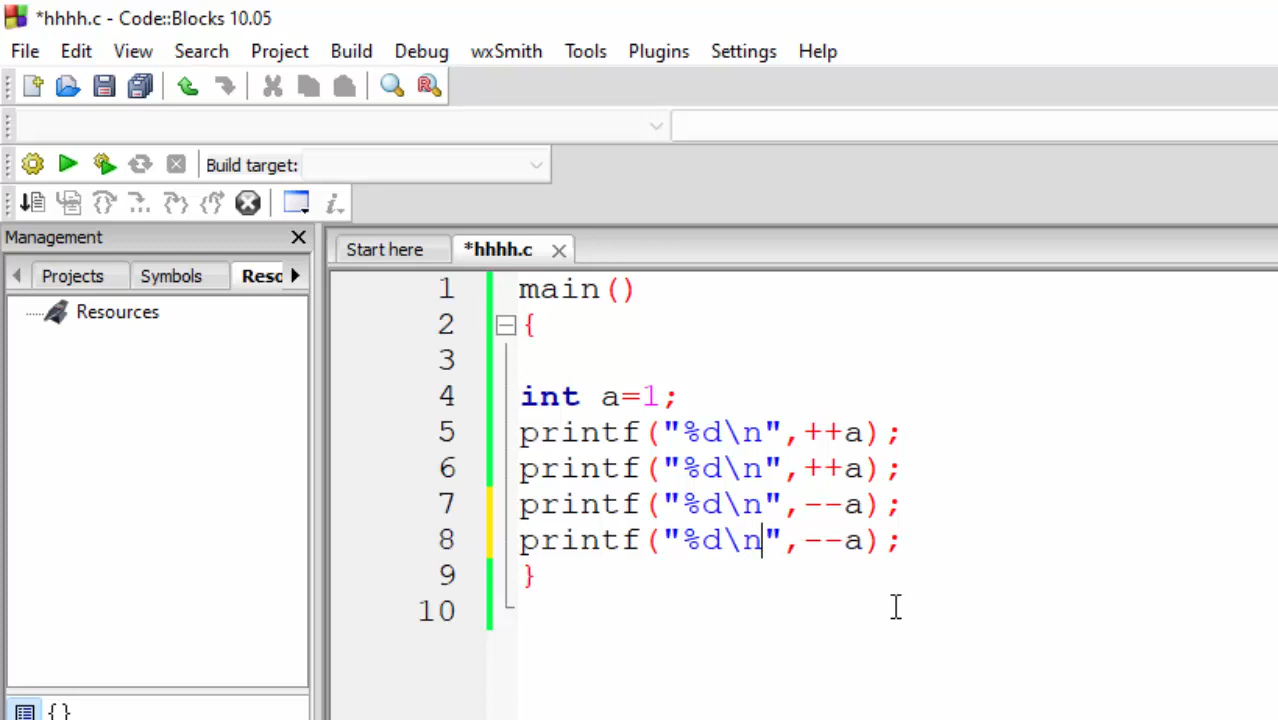 *hhhh.c - Code::Blocks 10.05
File Edit View Search Project Build Debug wxSmith Tools Plugins Settings Help
Build target:
Management
Start here *hhhh.c
Projects Symbols Resc
Resources
1 main()
2 {
3
4 int a=1;
5 printf("%d\n",++a);
6 printf("%d\n",++a);
7 printf("%d\n",--a);
8 printf("%d\n",--a);
9 }
10
{}